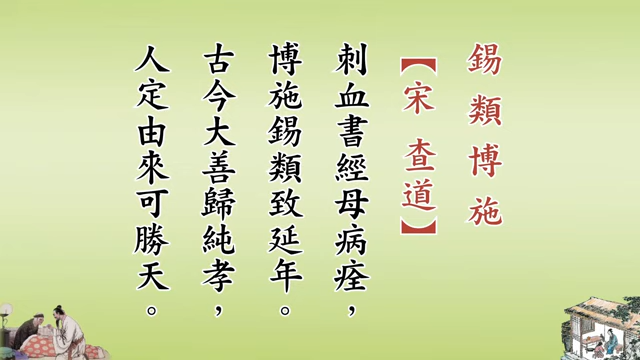 錫類博施
【宋 查道】
刺血書經母病痊，
博施錫類致延年。
古今大善歸純孝，
人定由來可勝天。